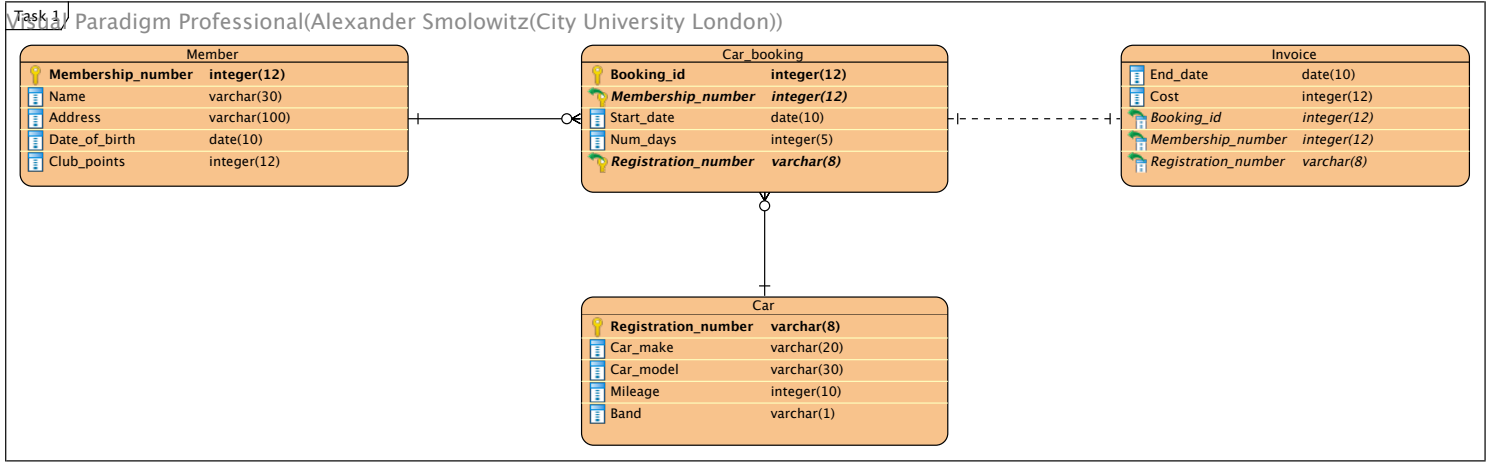 Task 1
Visual Paradigm Professional(Alexander Smolowitz(City University London))
Member
Membership_number integer(12)
Name varchar(30)
Address varchar(100)
Date_of_birth date(10)
Club_points integer(12)
Car_booking
Booking_id integer(12)
Membership_number integer(12)
Start_date date(10)
Num_days integer(5)
Registration_number varchar(8)
Invoice
End_date date(10)
Cost integer(12)
Booking_id integer(12)
Membership_number integer(12)
Registration_number varchar(8)
Car
Registration_number varchar(8)
Car_make varchar(20)
Car_model varchar(30)
Mileage integer(10)
Band varchar(1)